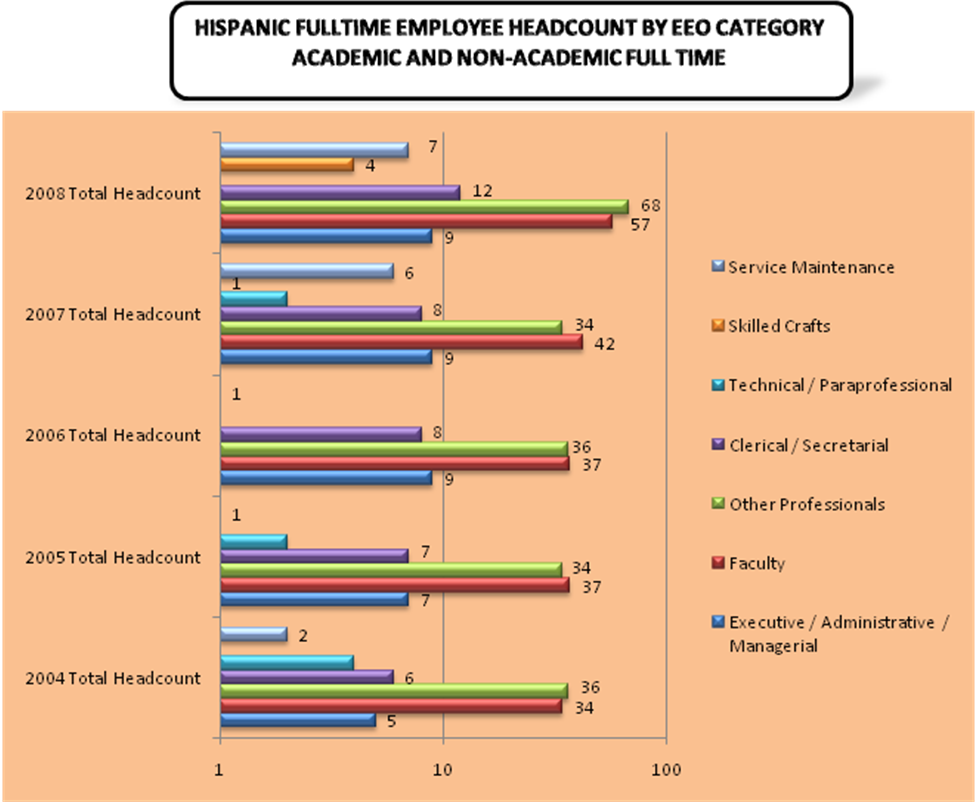 HISPANIC FULLTIME EMPLOYEE HEADCOUNT BY EEO CATEGORY
ACADEMIC AND NON-ACADEMIC FULL TIME
7
4
2008 Total Headcount
12
68
57
9
6
1
2007 Total Headcount
8
34
42
9
1
2006 Total Headcount
8
36
37
9
1
2005 Total Headcount
7
34
37
7
2
2004 Total Headcount
6
36
34
5
1 10 100
Service Maintenance
Skilled Crafts
Technical / Paraprofessional
Clerical / Secretarial
Other Professionals
Faculty
Executive / Administrative /
Managerial